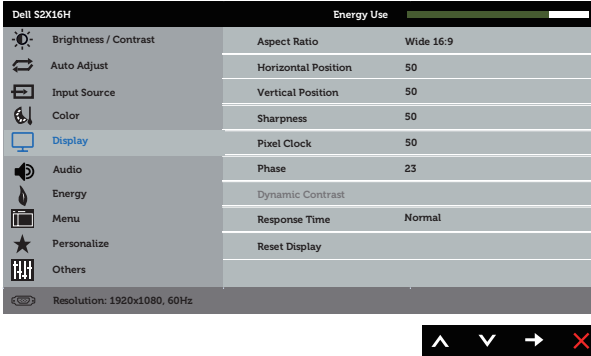 Dell S2X16H Energy Use
Brightness / Contrast
Auto Adjust
Input Source
Color
Display
Audio
Energy
Menu
Personalize
Others
Aspect Ratio Wide 16:9
Horizontal Position 50
Vertical Position 50
Sharpness 50
Pixel Clock 50
Phase 23
Dynamic Contrast
Response Time Normal
Reset Display
Resolution: 1920x1080, 60Hz